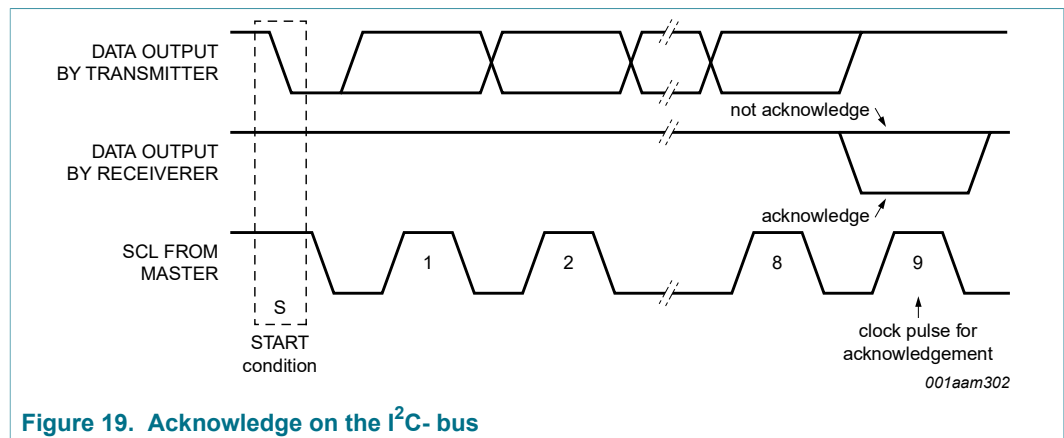 DATA OUTPUT
BY TRANSMITTER
not acknowledge
DATA OUTPUT
BY RECEIVERER
acknowledge
SCL FROM
MASTER
1
2
8
9
S
START
condition
clock pulse for
acknowledgement
001aam302
Figure 19. Acknowledge on the I²C- bus